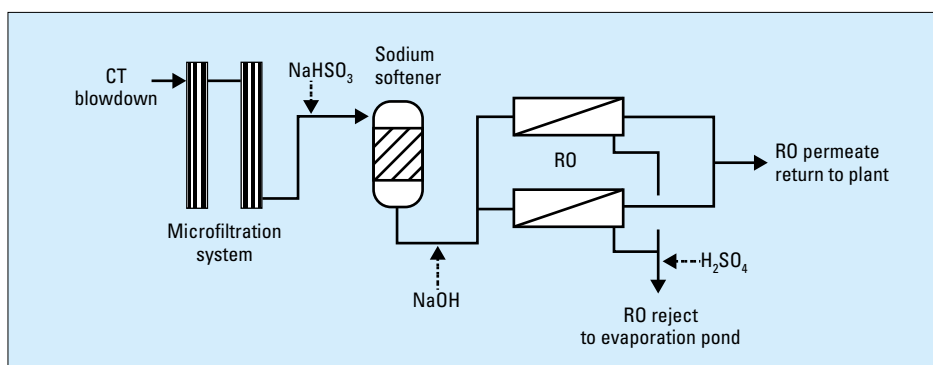 CT
blowdown
NaHSO₃
Sodium
softener
Microfiltration
system
NaOH
RO
RO permeate
return to plant
H₂SO₄
RO reject
to evaporation pond